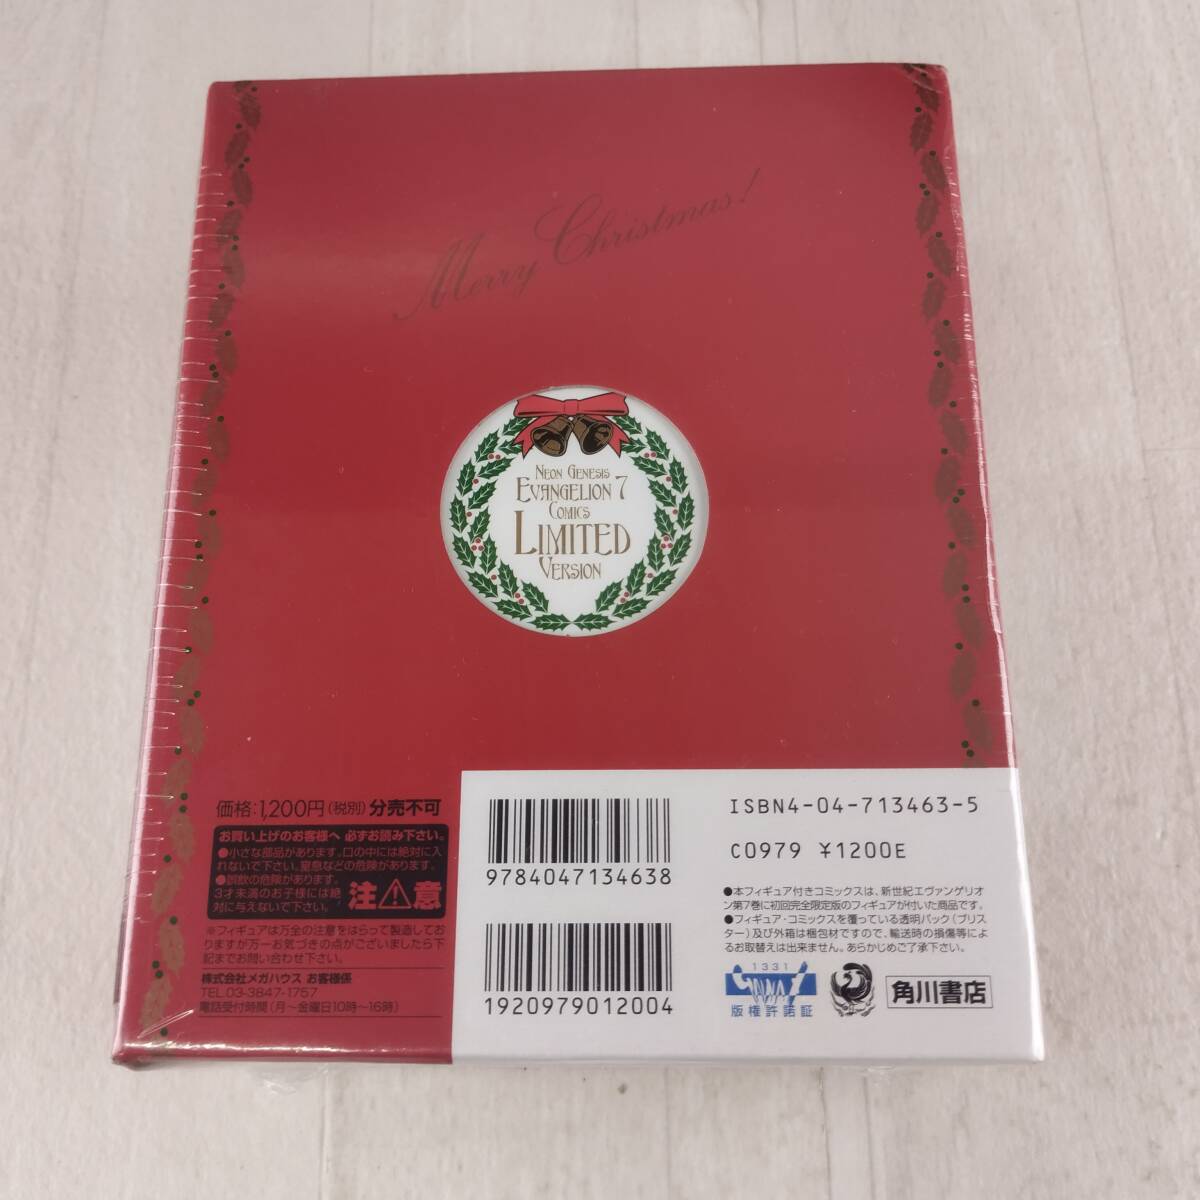 Merry Christmas!
NEON GENESIS
EVANGELION 7
COMICS
LIMITED
VERSION
価格:1,200円(税別) 分売不可
お買い上げのお客様へ 必ずお読み下さい。
●小さな部品があります。口の中には絶対に入
れないで下さい。窒息などの危険があります。
●誤飲の危険があります。
3才未満のお子様には絶
対に与えないで下さい。
注⚠意
※フィギュアは万全の注意をはらって製造してお
りますが万一お気づきの点がございましたら下
記までお問い合わせ下さい。
株式会社メガハウス お客様係
TEL.03-3847-1757
電話受付時間(月〜金曜日10時〜16時)
9784047134638
1920979012004
ISBN4-04-713463-5
C0979 ¥1200E
●本フィギュア付きコミックスは、新世紀エヴァンゲリオ
ン第7巻に初回完全限定版のフィギュアが付いた商品です。
●フィギュア・コミックスを覆っている透明パック(ブリス
ター)及び外箱は梱包材ですので、輸送時の損傷等によ
るお取替えは出来ません。あらかじめご了承下さい。
1331
GAINAX
版権許諾証
角川書店